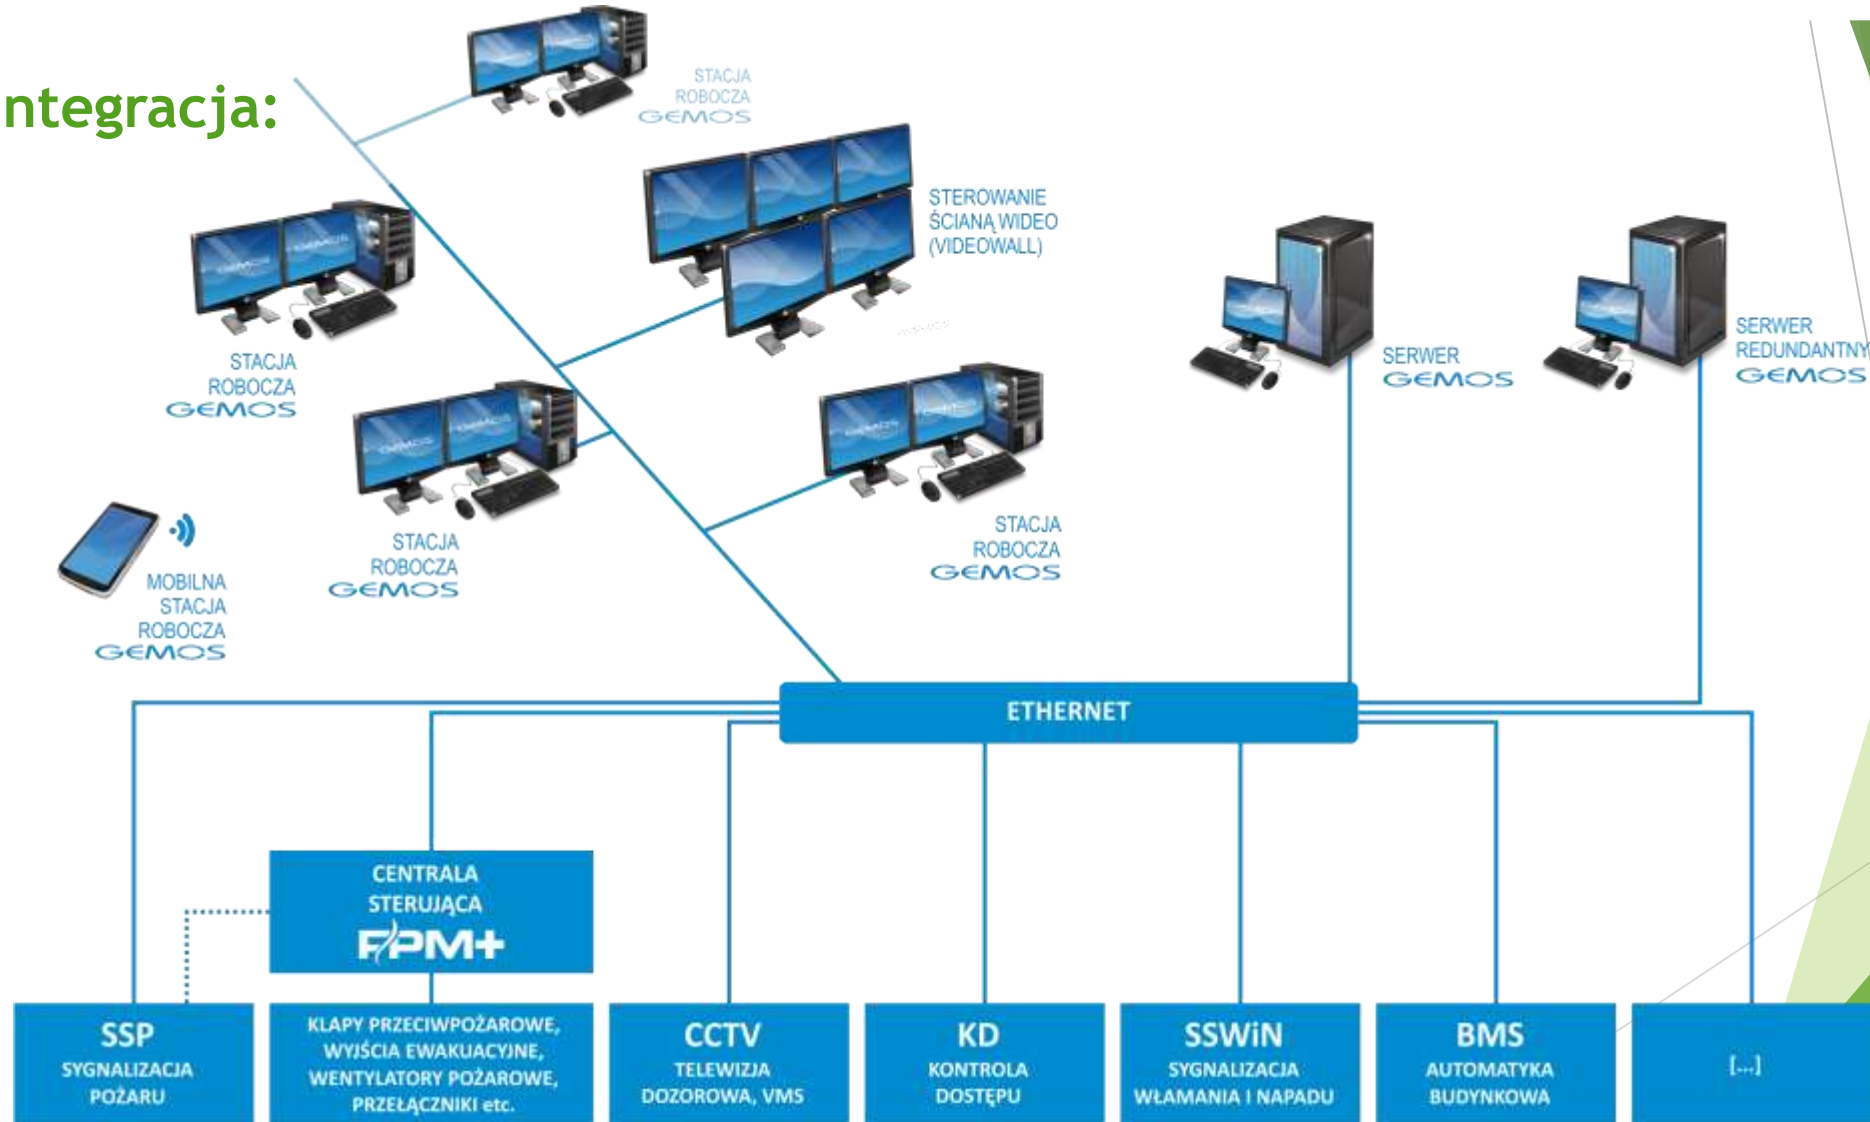 ntegracja:
STACJA
ROBOCZA
GEMOS
STEROWANIE
ŚCIANĄ WIDEO
(VIDEOWALL)
STACJA
ROBOCZA
GEMOS
SERWER
GEMOS
SERWER
REDUNDANTNY
GEMOS
STACJA
ROBOCZA
GEMOS
STACJA
ROBOCZA
GEMOS
MOBILNA
STACJA
ROBOCZA
GEMOS
ETHERNET
CENTRALA
STERUJĄCA
FPM+
SSP
SYGNALIZACJA
POŻARU
KLAPY PRZECIWPOŻAROWE,
WYJŚCIA EWAKUACYJNE,
WENTYLATORY POŻAROWE,
PRZEŁĄCZNIKI etc.
CCTV
TELEWIZJA
DOZOROWA, VMS
KD
KONTROLA
DOSTĘPU
SSWiN
SYGNALIZACJA
WŁAMANIA I NAPADU
BMS
AUTOMATYKA
BUDYNKOWA
[...]